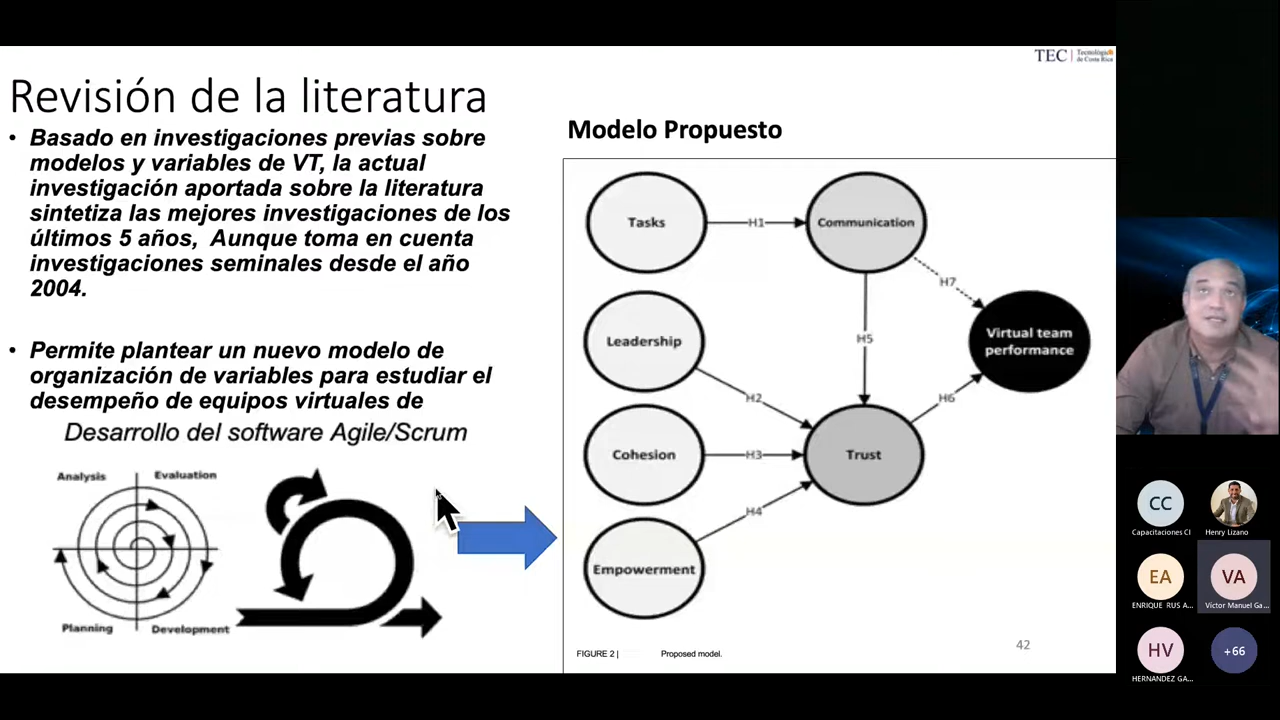 TEC | Tecnológico
de Costa Rica
Revisión de la literatura
• Basado en investigaciones previas sobre
modelos y variables de VT, la actual
investigación aportada sobre la literatura
sintetiza las mejores investigaciones de los
últimos 5 años, Aunque toma en cuenta
investigaciones seminales desde el año
2004.
• Permite plantear un nuevo modelo de
organización de variables para estudiar el
desempeño de equipos virtuales de
Desarrollo del software Agile/Scrum
Analysis
Evaluation
Planning
Development
Modelo Propuesto
Tasks
H1
Communication
H7
Leadership
H5
Virtual team
performance
H2
H6
Cohesion
H3
Trust
H4
Empowerment
FIGURE 2 | Proposed model.
42
CC
Capacitaciones CI
Henry Lizano
EA
ENRIQUE RUS A...
VA
Víctor Manuel Ga...
HV
HERNANDEZ GA...
+66